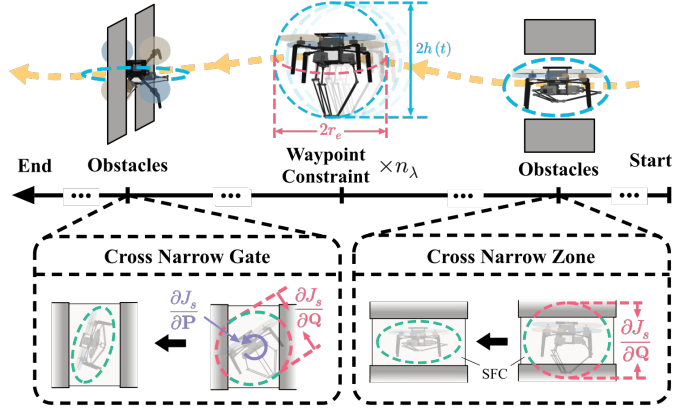 2h(t)
2r_e
End
Obstacles
Waypoint
Constraint
×n_λ
Obstacles
Start
•••
•••
•••
•••
Cross Narrow Gate
Cross Narrow Zone
∂J_s
∂P
∂J_s
∂Q
SFC
∂J_s
∂Q